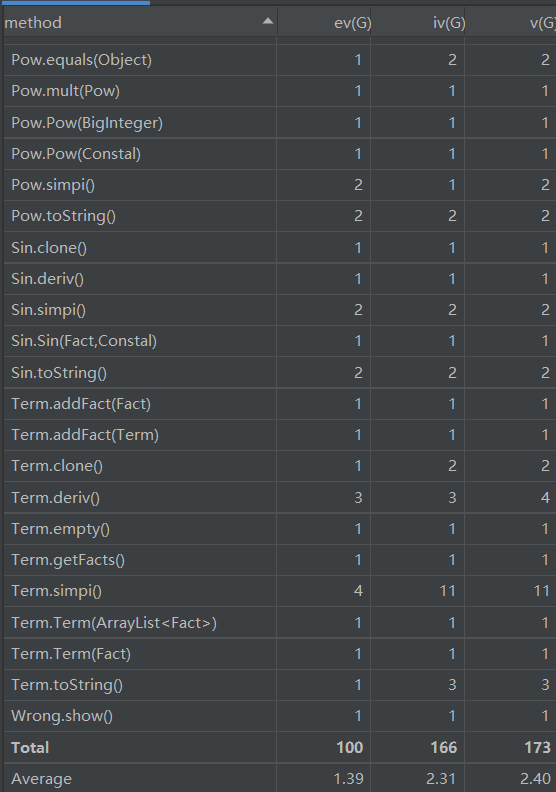 method ev(G) iv(G) v(G)
Pow.equals(Object) 1 2 2
Pow.mult(Pow) 1 1 1
Pow.Pow(BigInteger) 1 1 1
Pow.Pow(Constal) 1 1 1
Pow.simpi() 2 1 2
Pow.toString() 2 2 2
Sin.clone() 1 1 1
Sin.deriv() 1 1 1
Sin.simpi() 2 2 2
Sin.Sin(Fact,Constal) 1 1 1
Sin.toString() 2 2 2
Term.addFact(Fact) 1 1 1
Term.addFact(Term) 1 1 1
Term.clone() 1 2 2
Term.deriv() 3 3 4
Term.empty() 1 1 1
Term.getFacts() 1 1 1
Term.simpi() 4 11 11
Term.Term(ArrayList<Fact>) 1 1 1
Term.Term(Fact) 1 1 1
Term.toString() 1 3 3
Wrong.show() 1 1 1
Total 100 166 173
Average 1.39 2.31 2.40